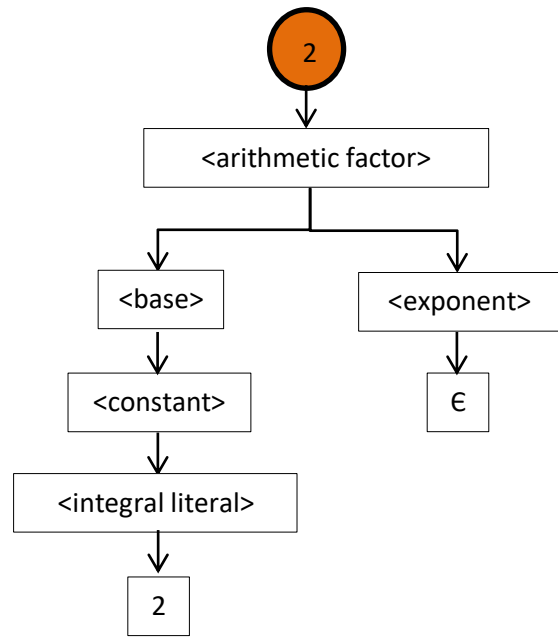 2
<arithmetic factor>
<base>
<exponent>
<constant>
Є
<integral literal>
2